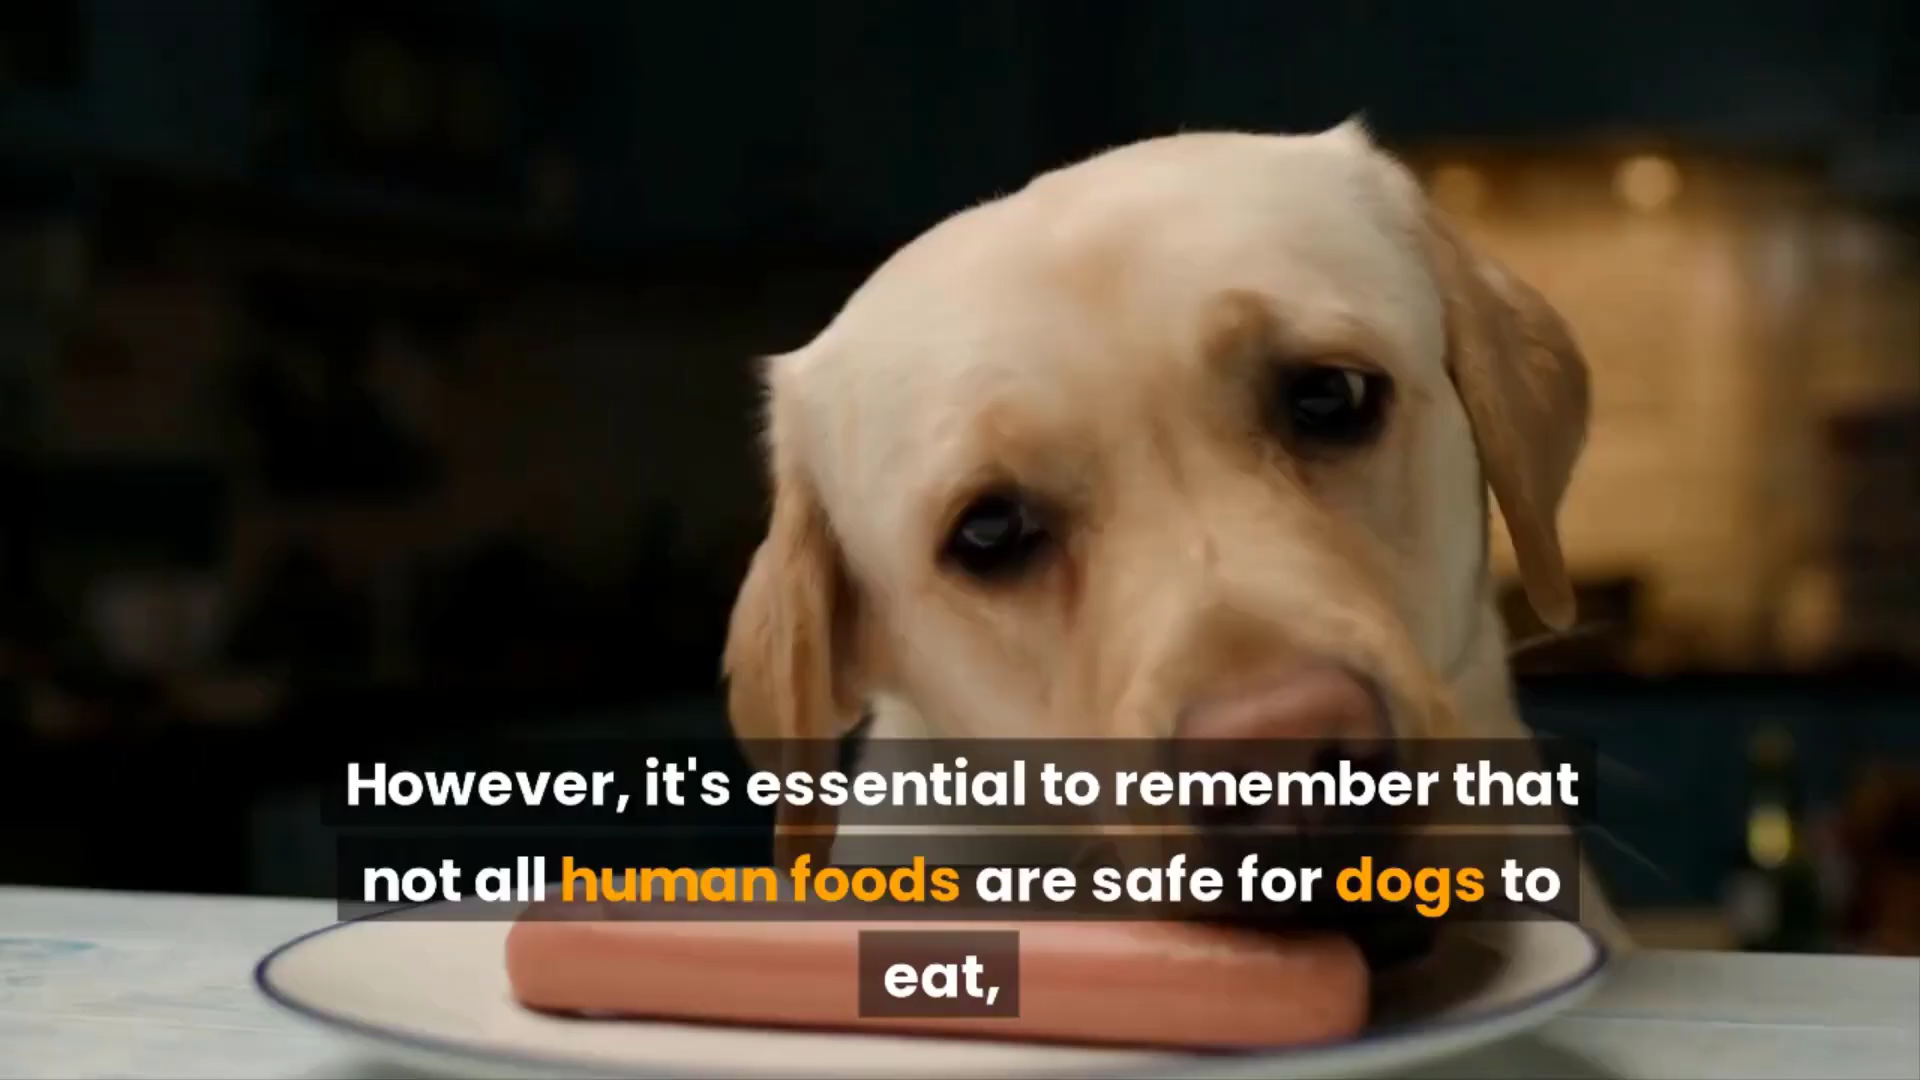 However, it's essential to remember that
not all human foods are safe for dogs to
eat,